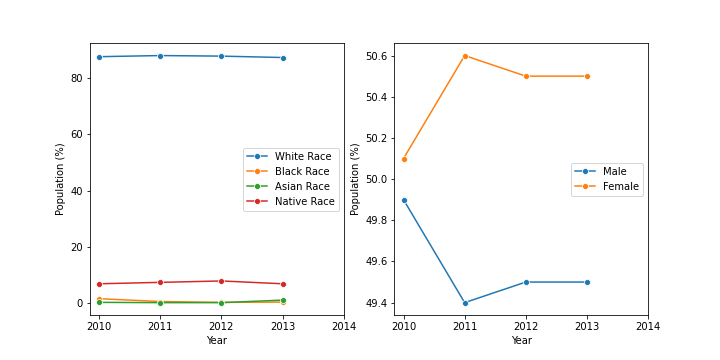 Population (%)
80
60
40
20
0
2010 2011 2012 2013 2014
Year
White Race
Black Race
Asian Race
Native Race
Population (%)
50.6
50.4
50.2
50.0
49.8
49.6
49.4
2010 2011 2012 2013 2014
Year
Male
Female